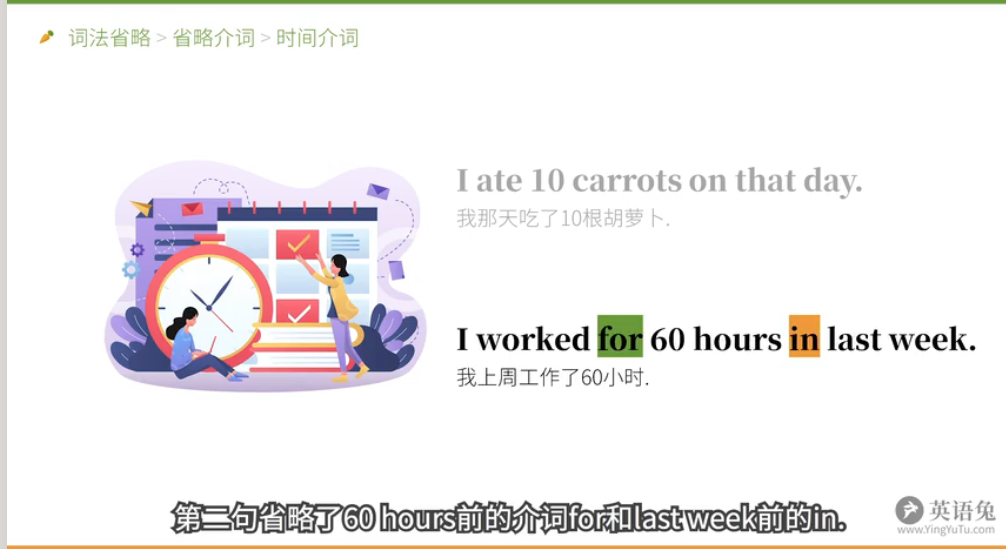 词法省略 > 省略介词 > 时间介词
I ate 10 carrots on that day.
我那天吃了10根胡萝卜.
I worked for 60 hours in last week.
我上周工作了60小时.
第二句省略了60 hours前的介词for和last week前的in.
英语兔
www.YingYuTu.com